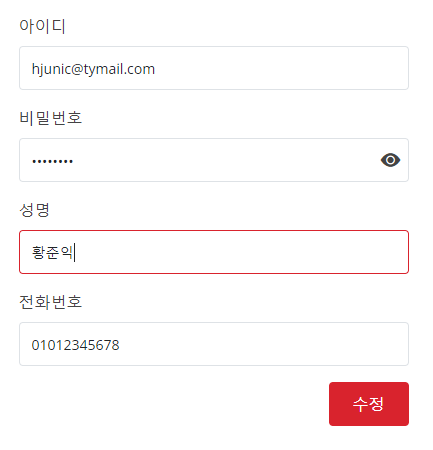 아이디
hjunic@tymail.com
비밀번호
••••••••
성명
황준익
전화번호
01012345678
수정